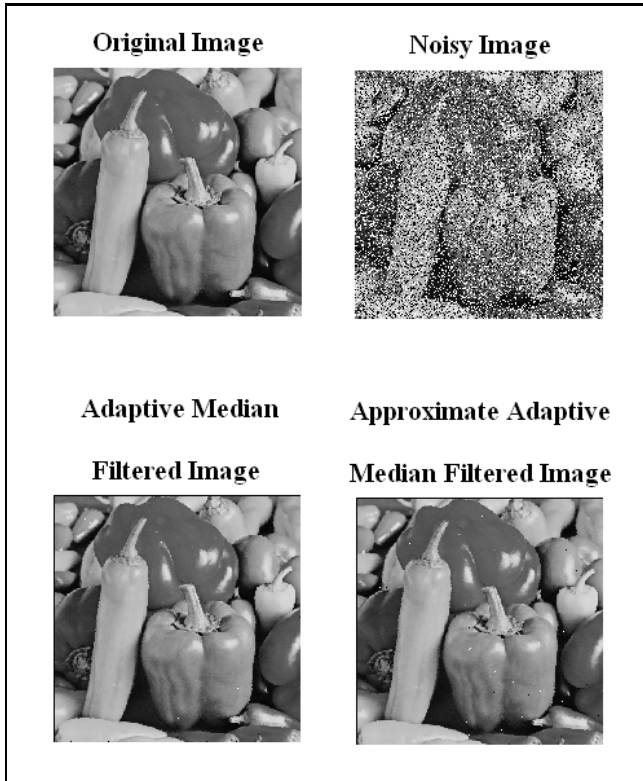 Original Image
Noisy Image
Adaptive Median
Filtered Image
Approximate Adaptive
Median Filtered Image